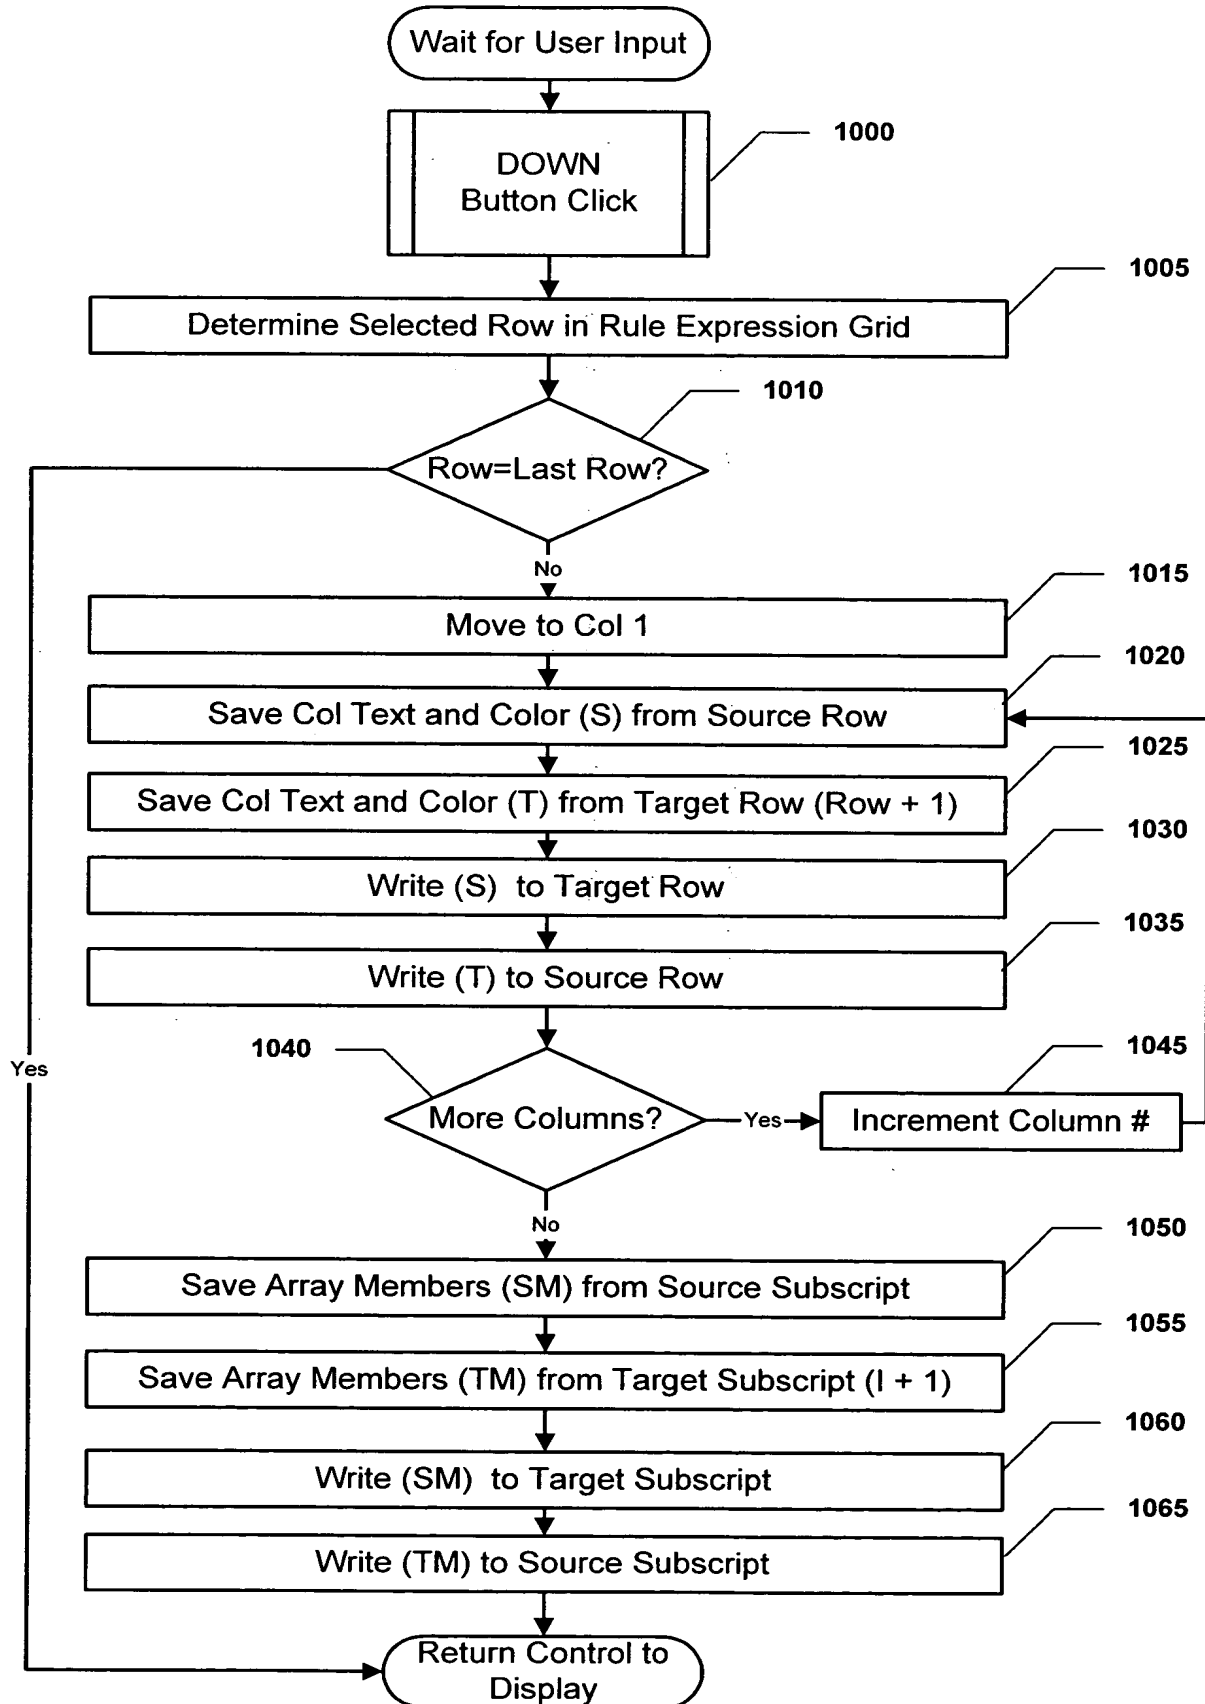 Wait for User Input
1000
DOWN
Button Click
1005
Determine Selected Row in Rule Expression Grid
1010
Row=Last Row?
No
1015
Move to Col 1
1020
Save Col Text and Color (S) from Source Row
1025
Save Col Text and Color (T) from Target Row (Row + 1)
1030
Write (S) to Target Row
1035
Write (T) to Source Row
1040
1045
Yes
More Columns?
Yes
Increment Column #
No
1050
Save Array Members (SM) from Source Subscript
1055
Save Array Members (TM) from Target Subscript (I + 1)
1060
Write (SM) to Target Subscript
1065
Write (TM) to Source Subscript
Return Control to
Display